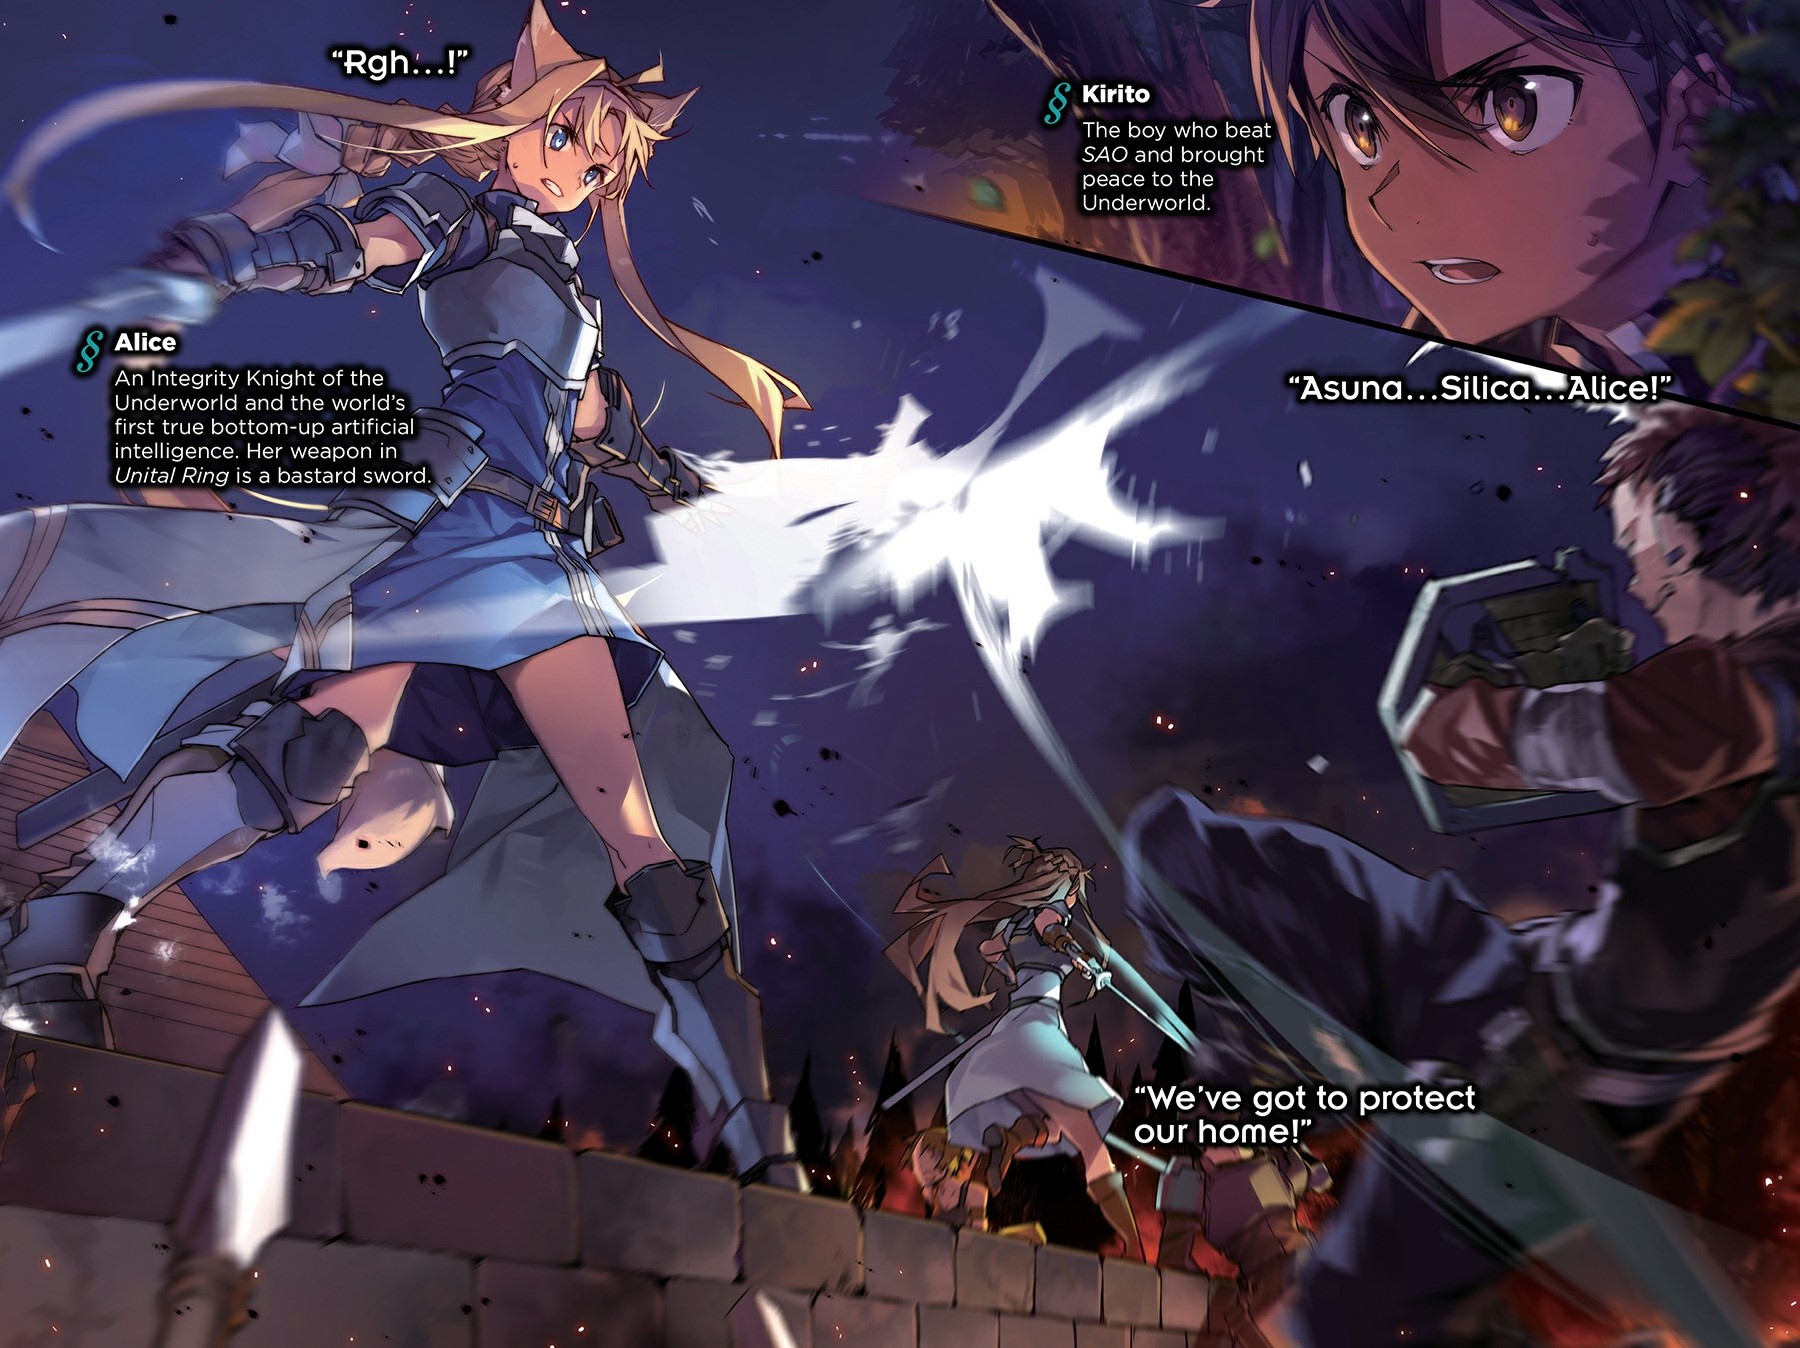 “Rgh...!”
§ Kirito
The boy who beat
SAO and brought
peace to the
Underworld.
§ Alice
An Integrity Knight of the
Underworld and the world’s
first true bottom-up artificial
intelligence. Her weapon in
Unital Ring is a bastard sword.
“Asuna...Silica...Alice!”
“We’ve got to protect
our home!”